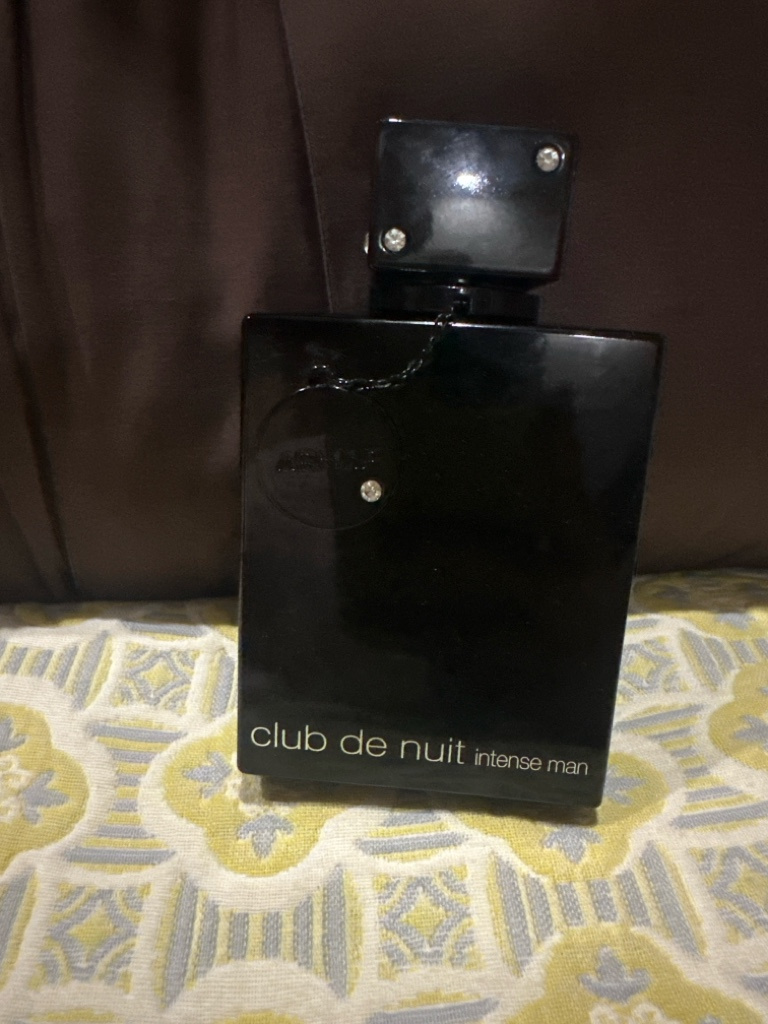 club de nuit intense man